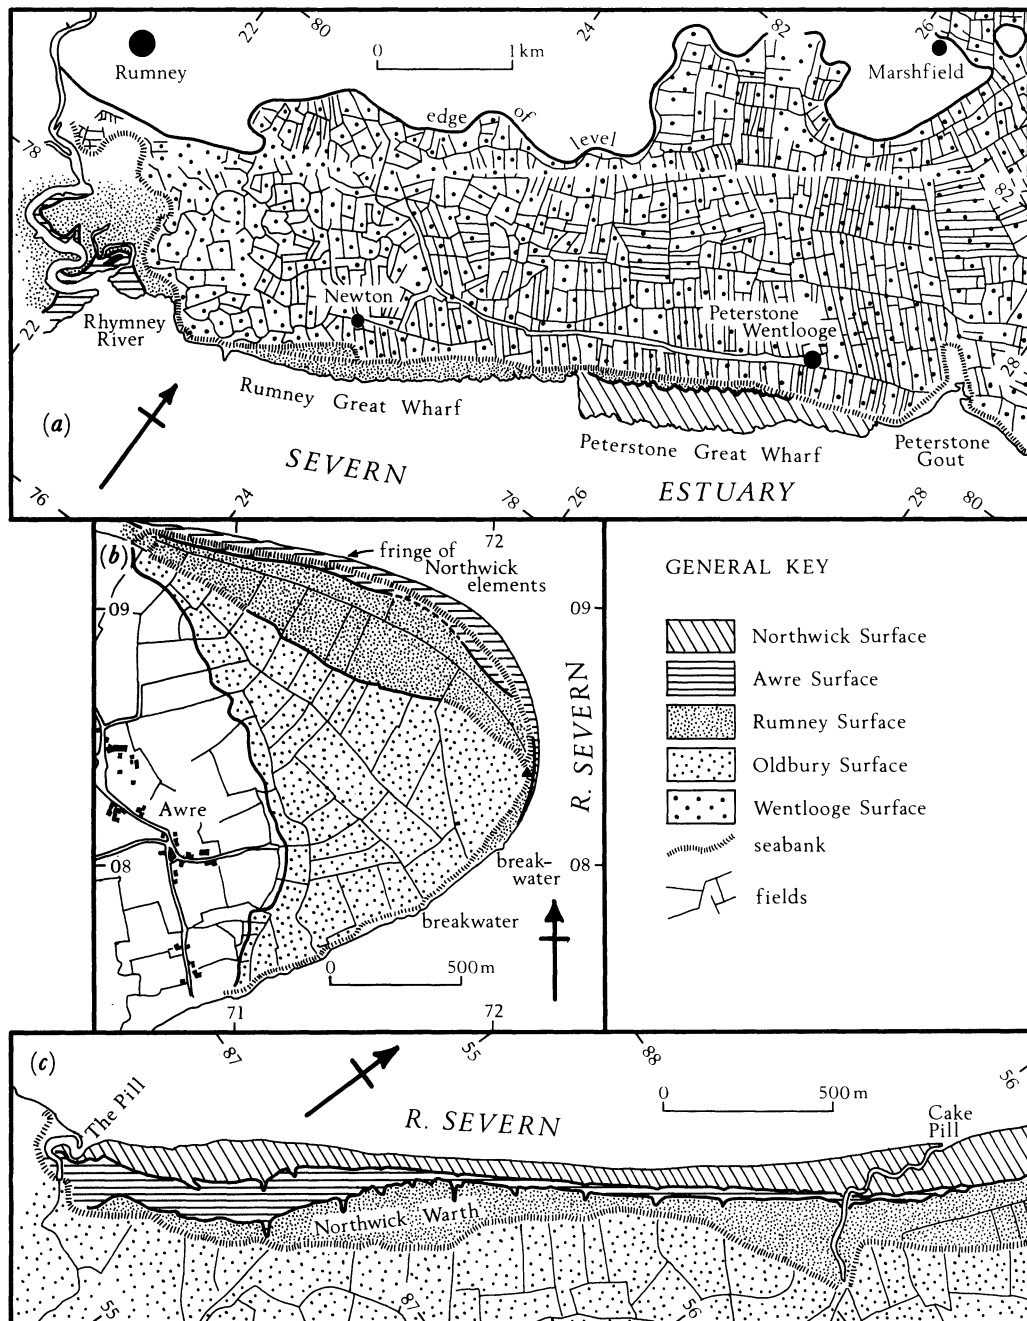 22
80
24
82
26
0 1 km
Rumney
Marshfield
edge of level
78
82
Newton
Peterstone
Wentlooge
Rhymney
River
22
28
(a)
Rumney Great Wharf
Peterstone Great Wharf
Peterstone
Gout
SEVERN
ESTUARY
76
24
78
26
28
80
(b)
72
fringe of
Northwick
elements
09
09
R. SEVERN
Awre
08
08
break-
water
breakwater
0 500 m
71
72
GENERAL KEY
Northwick Surface
Awre Surface
Rumney Surface
Oldbury Surface
Wentlooge Surface
seabank
fields
(c)
87
55
88
56
0 500 m
The Pill
R. SEVERN
Cake
Pill
Northwick Warth
55
87
56